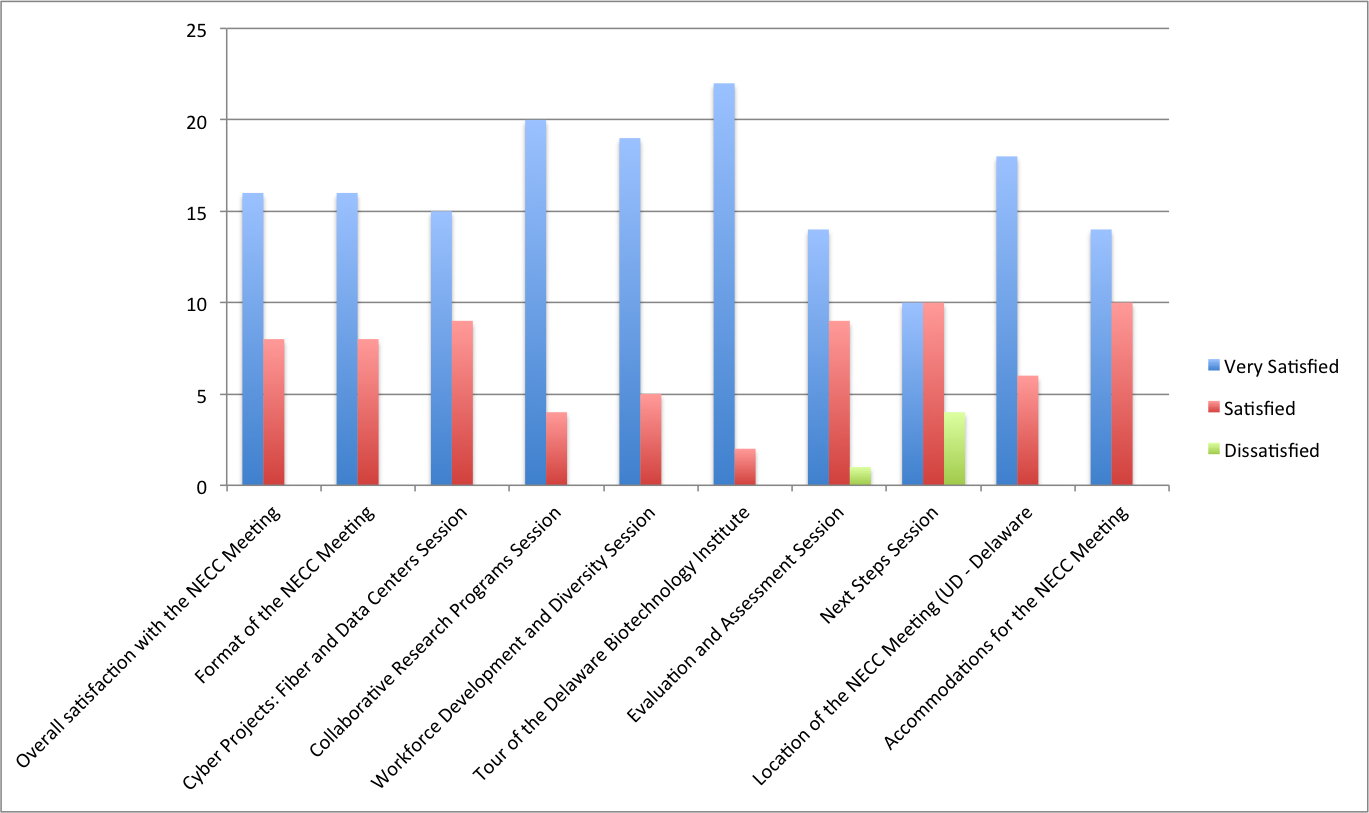 25
20
15
10
5
0
Overall satisfaction with the NECC Meeting
Format of the NECC Meeting
Cyber Projects: Fiber and Data Centers Session
Collaborative Research Programs Session
Workforce Development and Diversity Session
Tour of the Delaware Biotechnology Institute
Evaluation and Assessment Session
Next Steps Session
Location of the NECC Meeting (UD - Delaware
Accommodations for the NECC Meeting
Very Satisfied
Satisfied
Dissatisfied